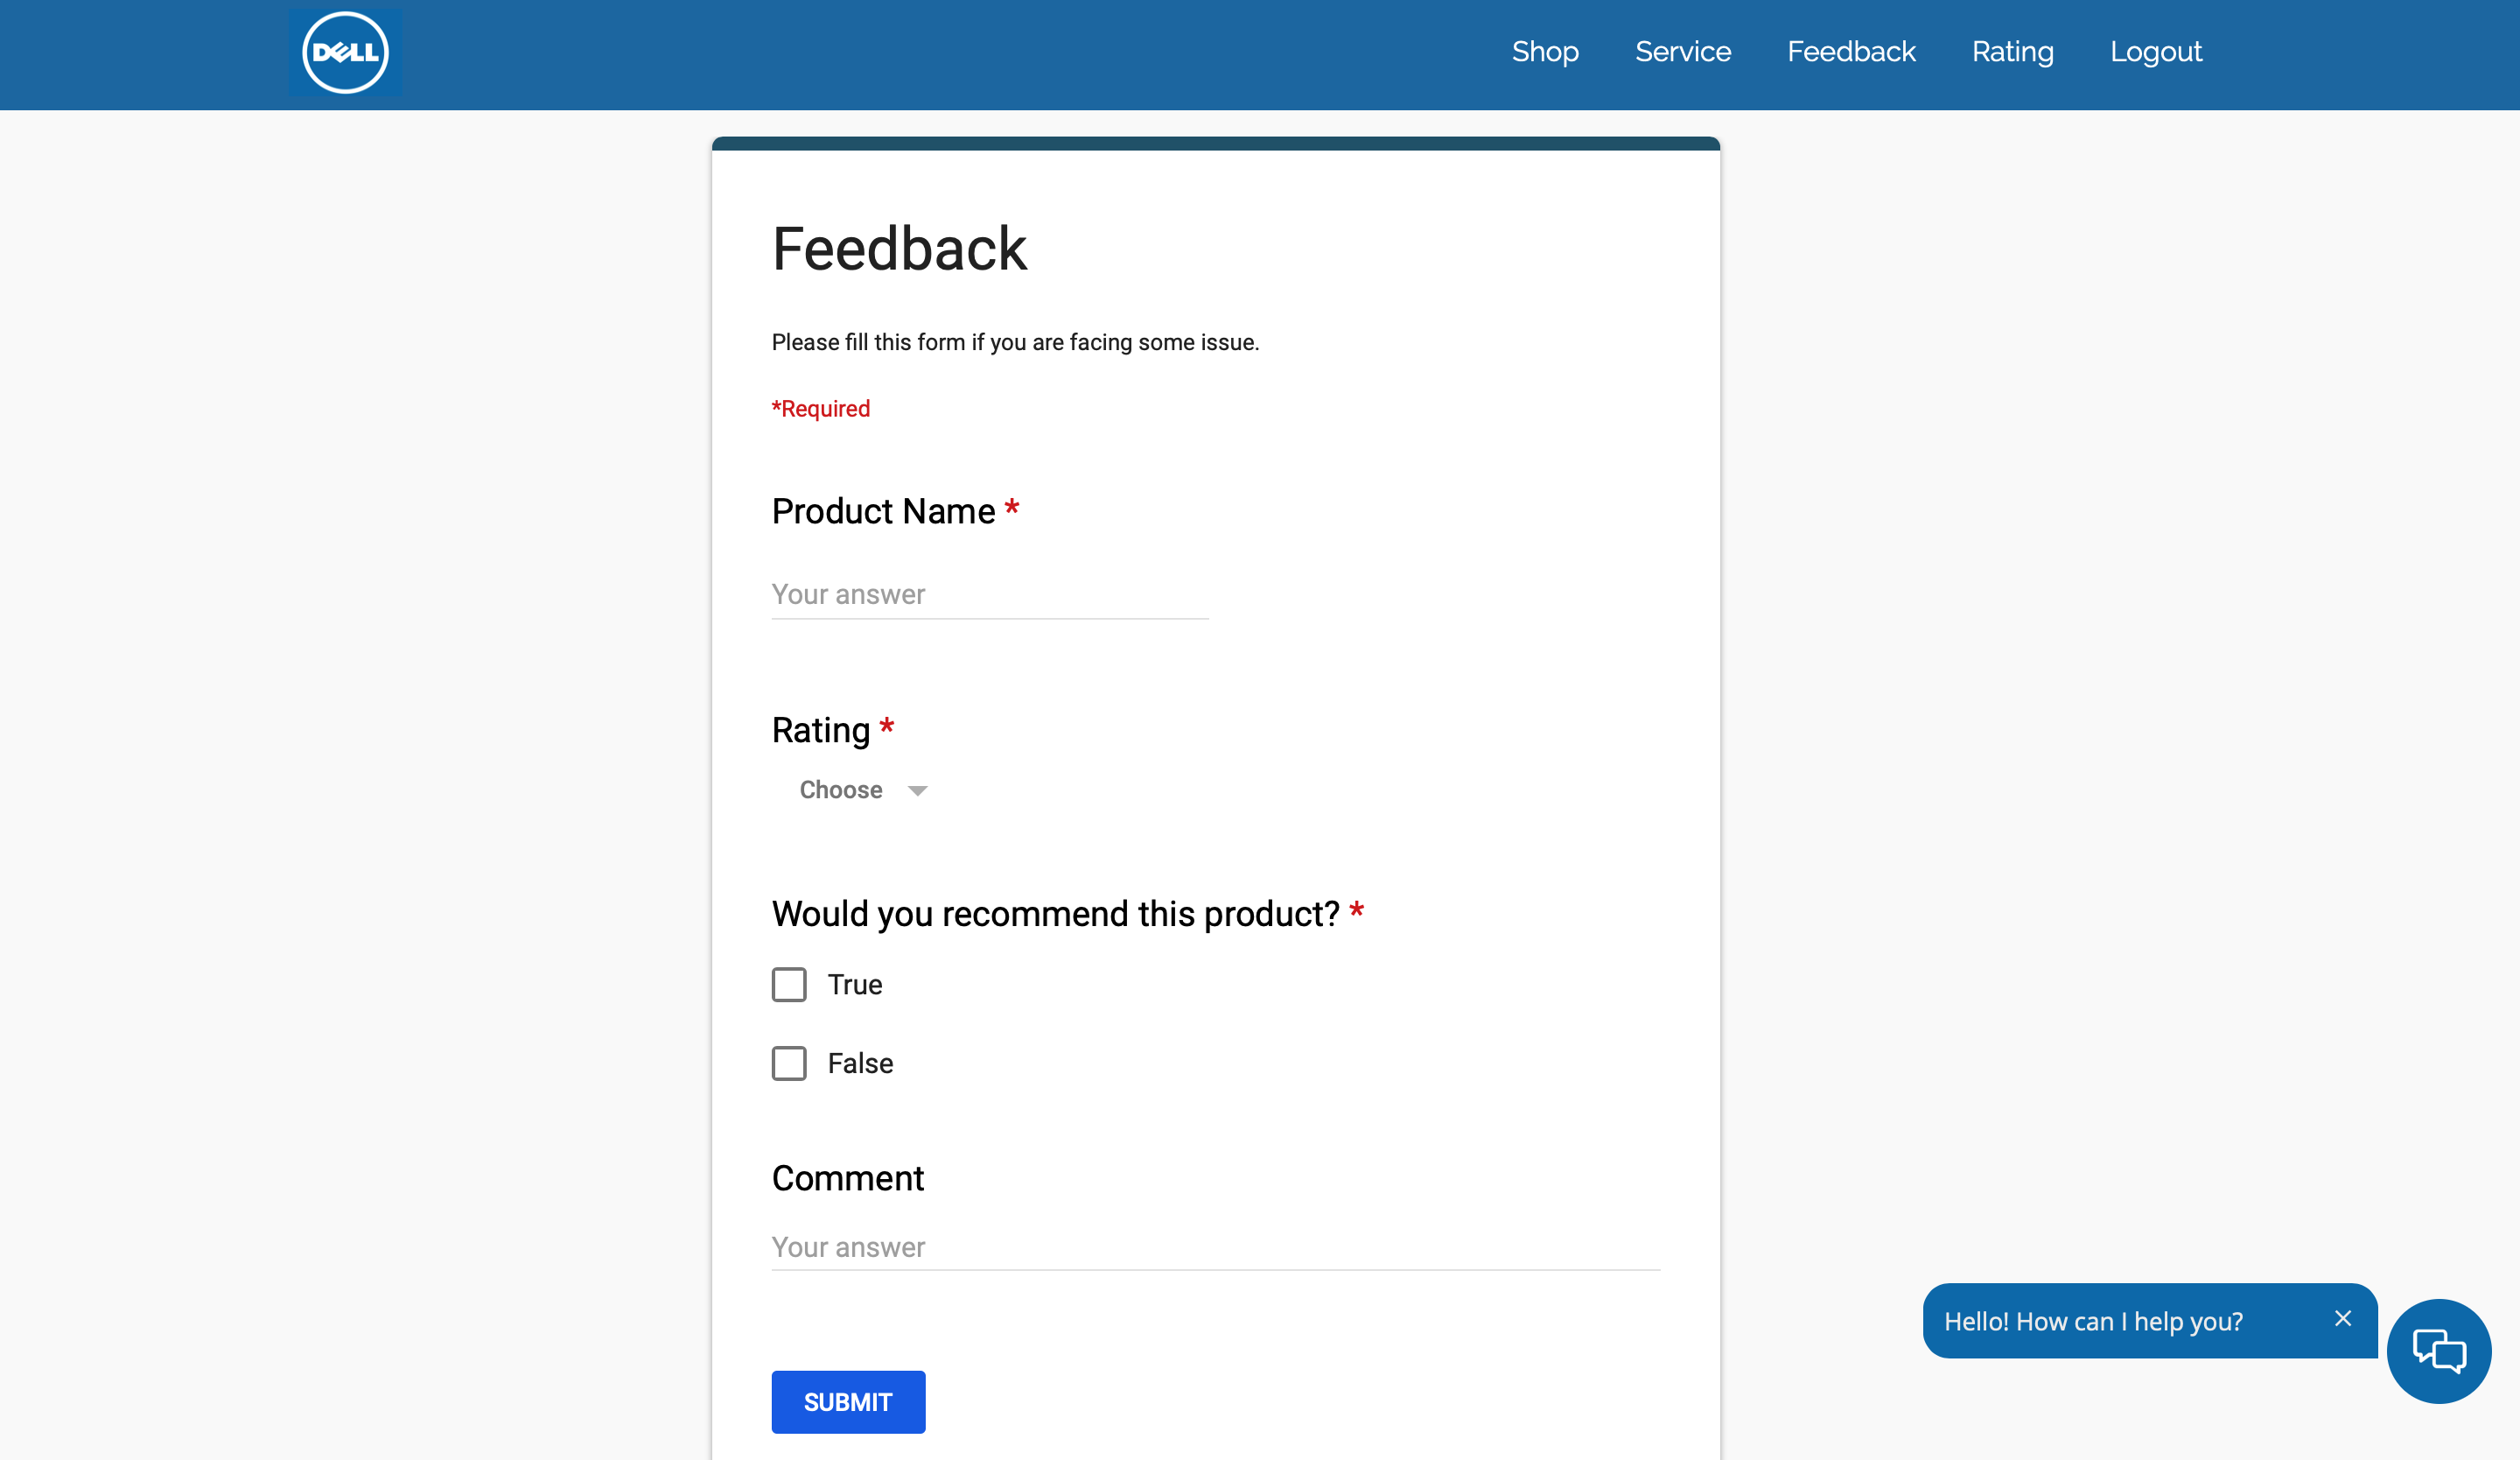 DELL
Shop Service Feedback Rating Logout
Feedback
Please fill this form if you are facing some issue.
*Required
Product Name *
Your answer
Rating *
Choose
Would you recommend this product? *
True
False
Comment
Your answer
SUBMIT
Hello! How can I help you?